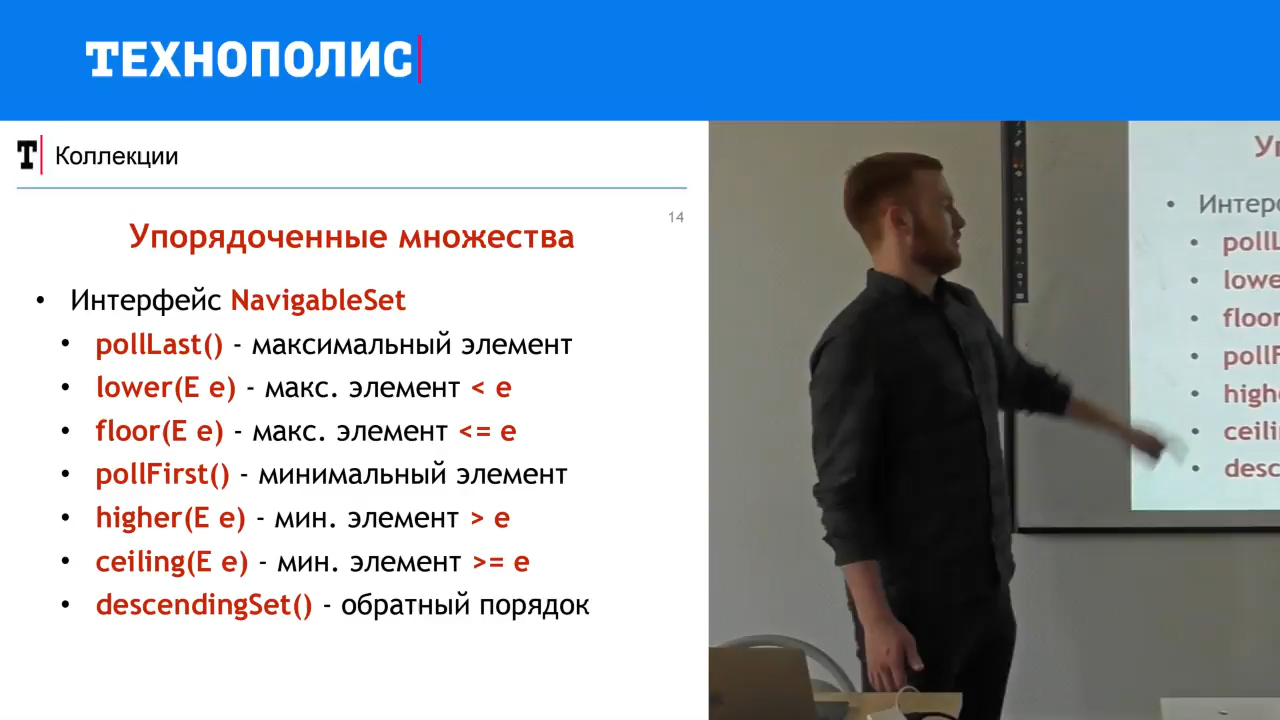 ТЕХНОПОЛИС
Т Коллекции
14
Упорядоченные множества
• Интерфейс NavigableSet
• pollLast() - максимальный элемент
• lower(E e) - макс. элемент < e
• floor(E e) - макс. элемент <= e
• pollFirst() - минимальный элемент
• higher(E e) - мин. элемент > e
• ceiling(E e) - мин. элемент >= e
• descendingSet() - обратный порядок